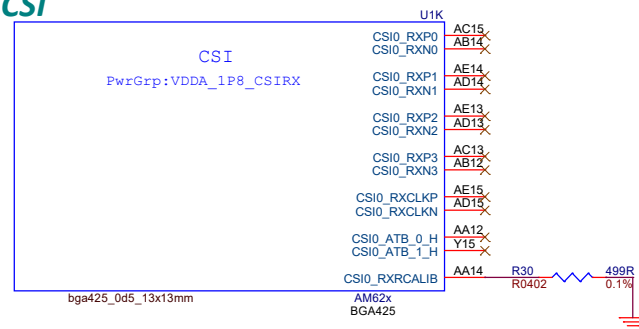 CSI
U1K
CSI
PwrGrp:VDDA_1P8_CSIRX
CSI0_RXP0 AC15
CSI0_RXN0 AB14
CSI0_RXP1 AE14
CSI0_RXN1 AD14
CSI0_RXP2 AE13
CSI0_RXN2 AD13
CSI0_RXP3 AC13
CSI0_RXN3 AB12
CSI0_RXCLKP AE15
CSI0_RXCLKN AD15
CSI0_ATB_0_H AA12
CSI0_ATB_1_H Y15
CSI0_RXRCALIB AA14 R30 499R
R0402 0.1%
bga425_0d5_13x13mm AM62x
BGA425